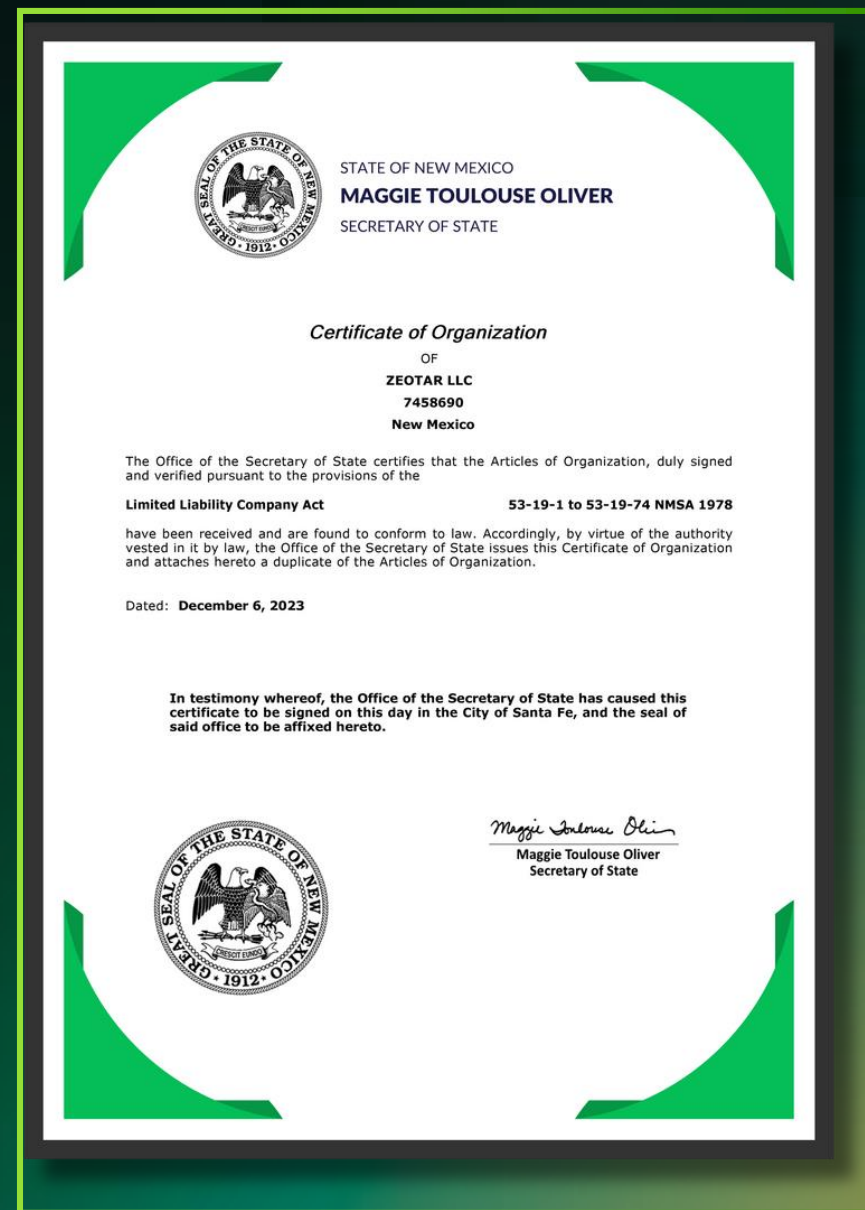 GREAT SEAL OF THE STATE OF NEW MEXICO
CRESCIT EUNDO
· 1912 ·
STATE OF NEW MEXICO
MAGGIE TOULOUSE OLIVER
SECRETARY OF STATE
Certificate of Organization
OF
ZEOTAR LLC
7458690
New Mexico
The Office of the Secretary of State certifies that the Articles of Organization, duly signed
and verified pursuant to the provisions of the
Limited Liability Company Act 53-19-1 to 53-19-74 NMSA 1978
have been received and are found to conform to law. Accordingly, by virtue of the authority
vested in it by law, the Office of the Secretary of State issues this Certificate of Organization
and attaches hereto a duplicate of the Articles of Organization.
Dated: December 6, 2023
In testimony whereof, the Office of the Secretary of State has caused this
certificate to be signed on this day in the City of Santa Fe, and the seal of
said office to be affixed hereto.
GREAT SEAL OF THE STATE OF NEW MEXICO
CRESCIT EUNDO
· 1912 ·
Maggie Toulouse Oliver
Maggie Toulouse Oliver
Secretary of State